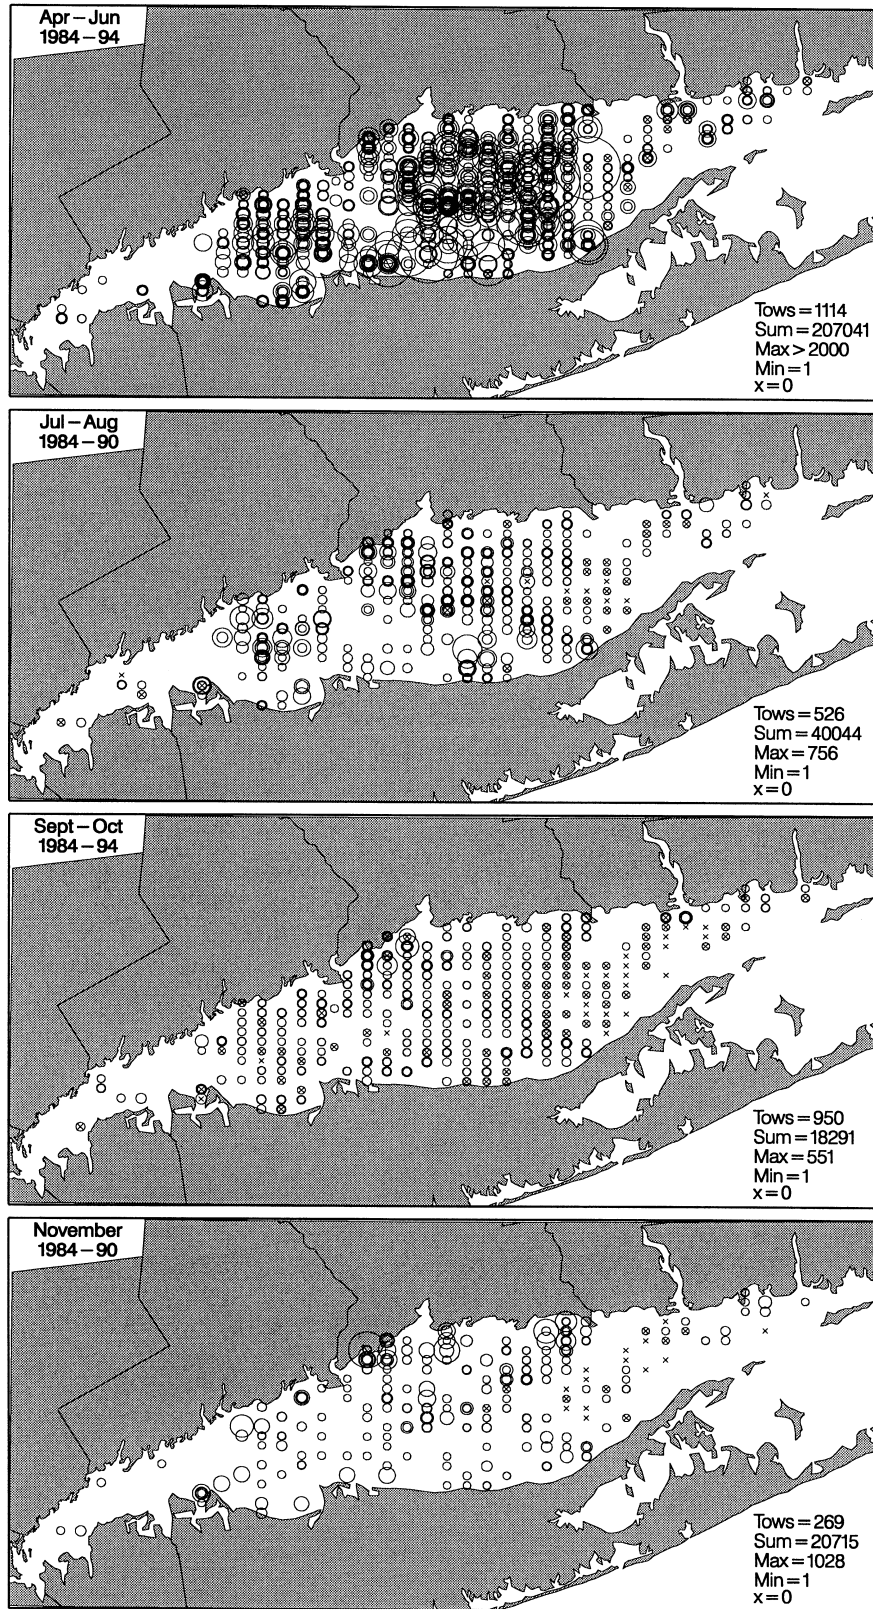 Apr – Jun
1984 – 94
Tows = 1114
Sum = 207041
Max > 2000
Min = 1
x = 0
Jul – Aug
1984 – 90
Tows = 526
Sum = 40044
Max = 756
Min = 1
x = 0
Sept – Oct
1984 – 94
Tows = 950
Sum = 18291
Max = 551
Min = 1
x = 0
November
1984 – 90
Tows = 269
Sum = 20715
Max = 1028
Min = 1
x = 0